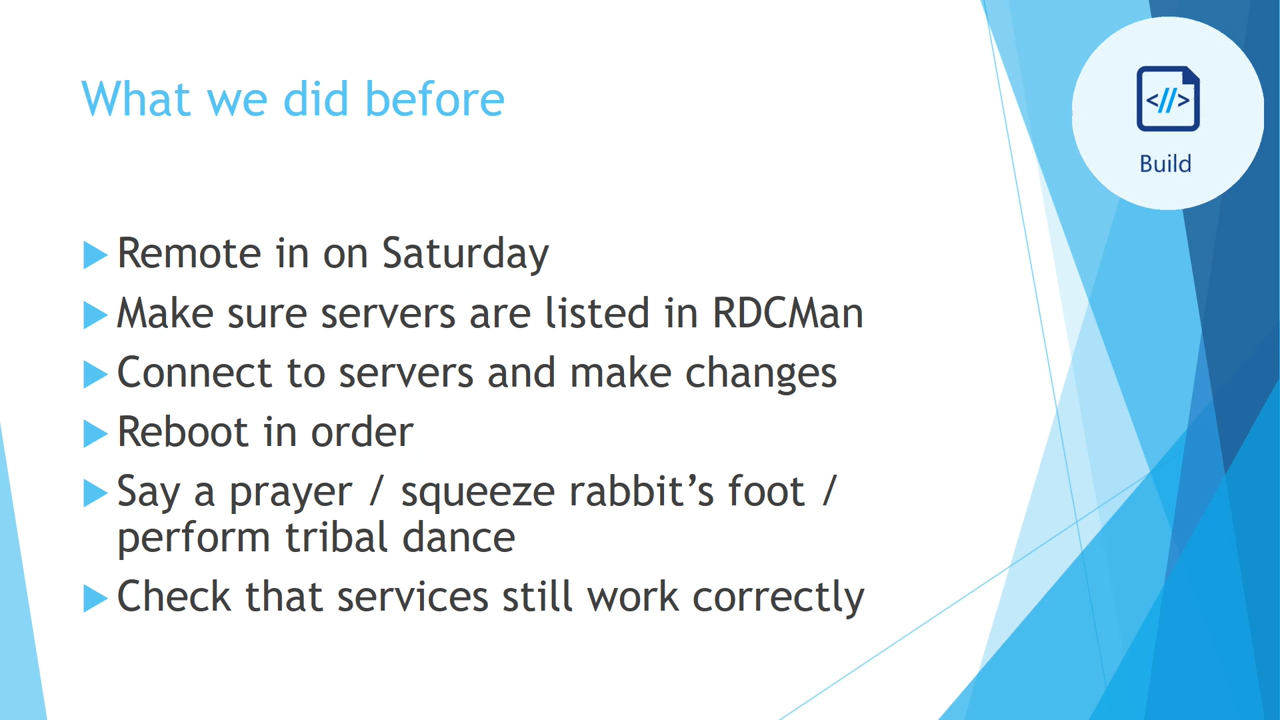 What we did before
</>
Build
Remote in on Saturday
Make sure servers are listed in RDCMan
Connect to servers and make changes
Reboot in order
Say a prayer / squeeze rabbit’s foot /
perform tribal dance
Check that services still work correctly